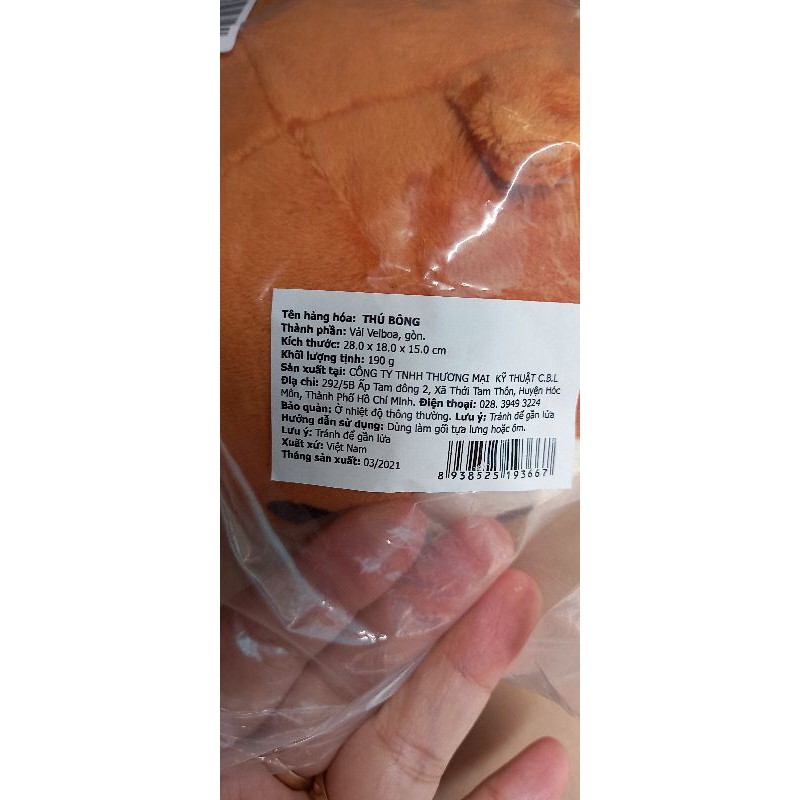 Tên hàng hóa: THÚ BÔNG
Thành phần: Vải Velboa, gòn.
Kích thước: 28.0 x 18.0 x 15.0 cm
Khối lượng tịnh: 190 g
Sản xuất tại: CÔNG TY TNHH THƯƠNG MẠI KỸ THUẬT C.B.L
Địa chỉ: 292/5B Ấp Tam đông 2, Xã Thới Tam Thôn, Huyện Hóc
Môn, Thành Phố Hồ Chí Minh. Điện thoại: 028. 3949 3224
Bảo quản: Ở nhiệt độ thông thường. Lưu ý: Tránh để gần lửa
Hướng dẫn sử dụng: Dùng làm gối tựa lưng hoặc ôm.
Lưu ý: Tránh để gần lửa
Xuất xứ: Việt Nam
Tháng sản xuất: 03/2021
8 938525 193667